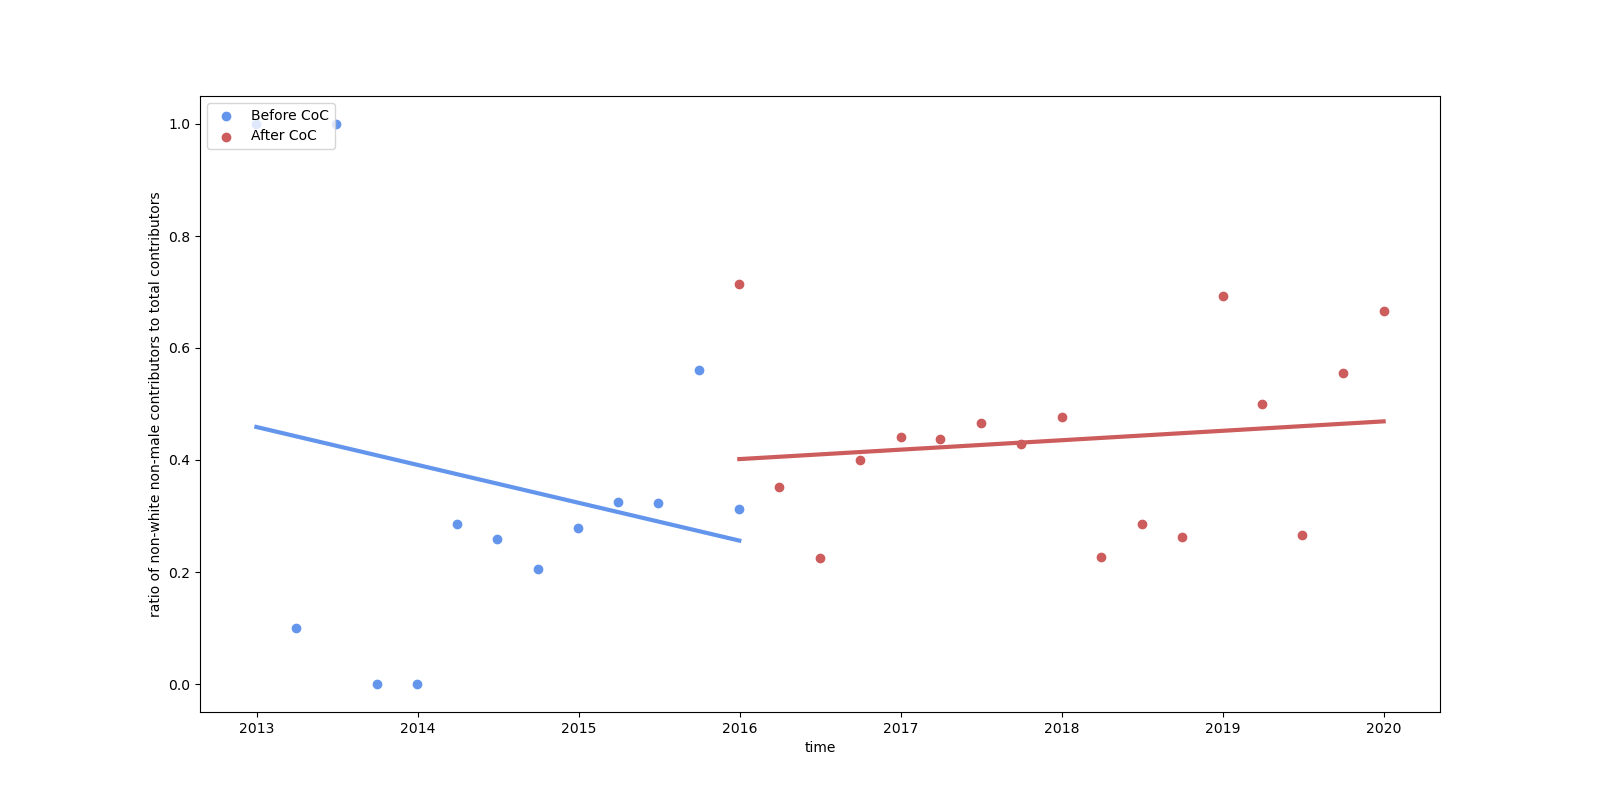 Before CoC
After CoC
1.0
0.8
0.6
0.4
0.2
0.0
ratio of non-white non-male contributors to total contributors
2013 2014 2015 2016 2017 2018 2019 2020
time